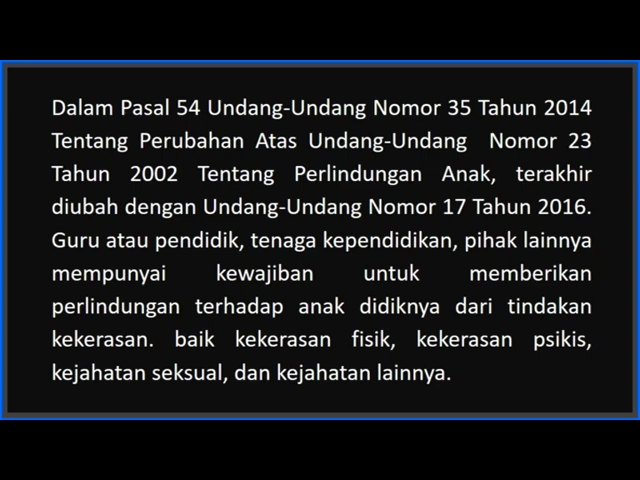 Dalam Pasal 54 Undang-Undang Nomor 35 Tahun 2014
Tentang Perubahan Atas Undang-Undang Nomor 23
Tahun 2002 Tentang Perlindungan Anak, terakhir
diubah dengan Undang-Undang Nomor 17 Tahun 2016.
Guru atau pendidik, tenaga kependidikan, pihak lainnya
mempunyai kewajiban untuk memberikan
perlindungan terhadap anak didiknya dari tindakan
kekerasan. baik kekerasan fisik, kekerasan psikis,
kejahatan seksual, dan kejahatan lainnya.